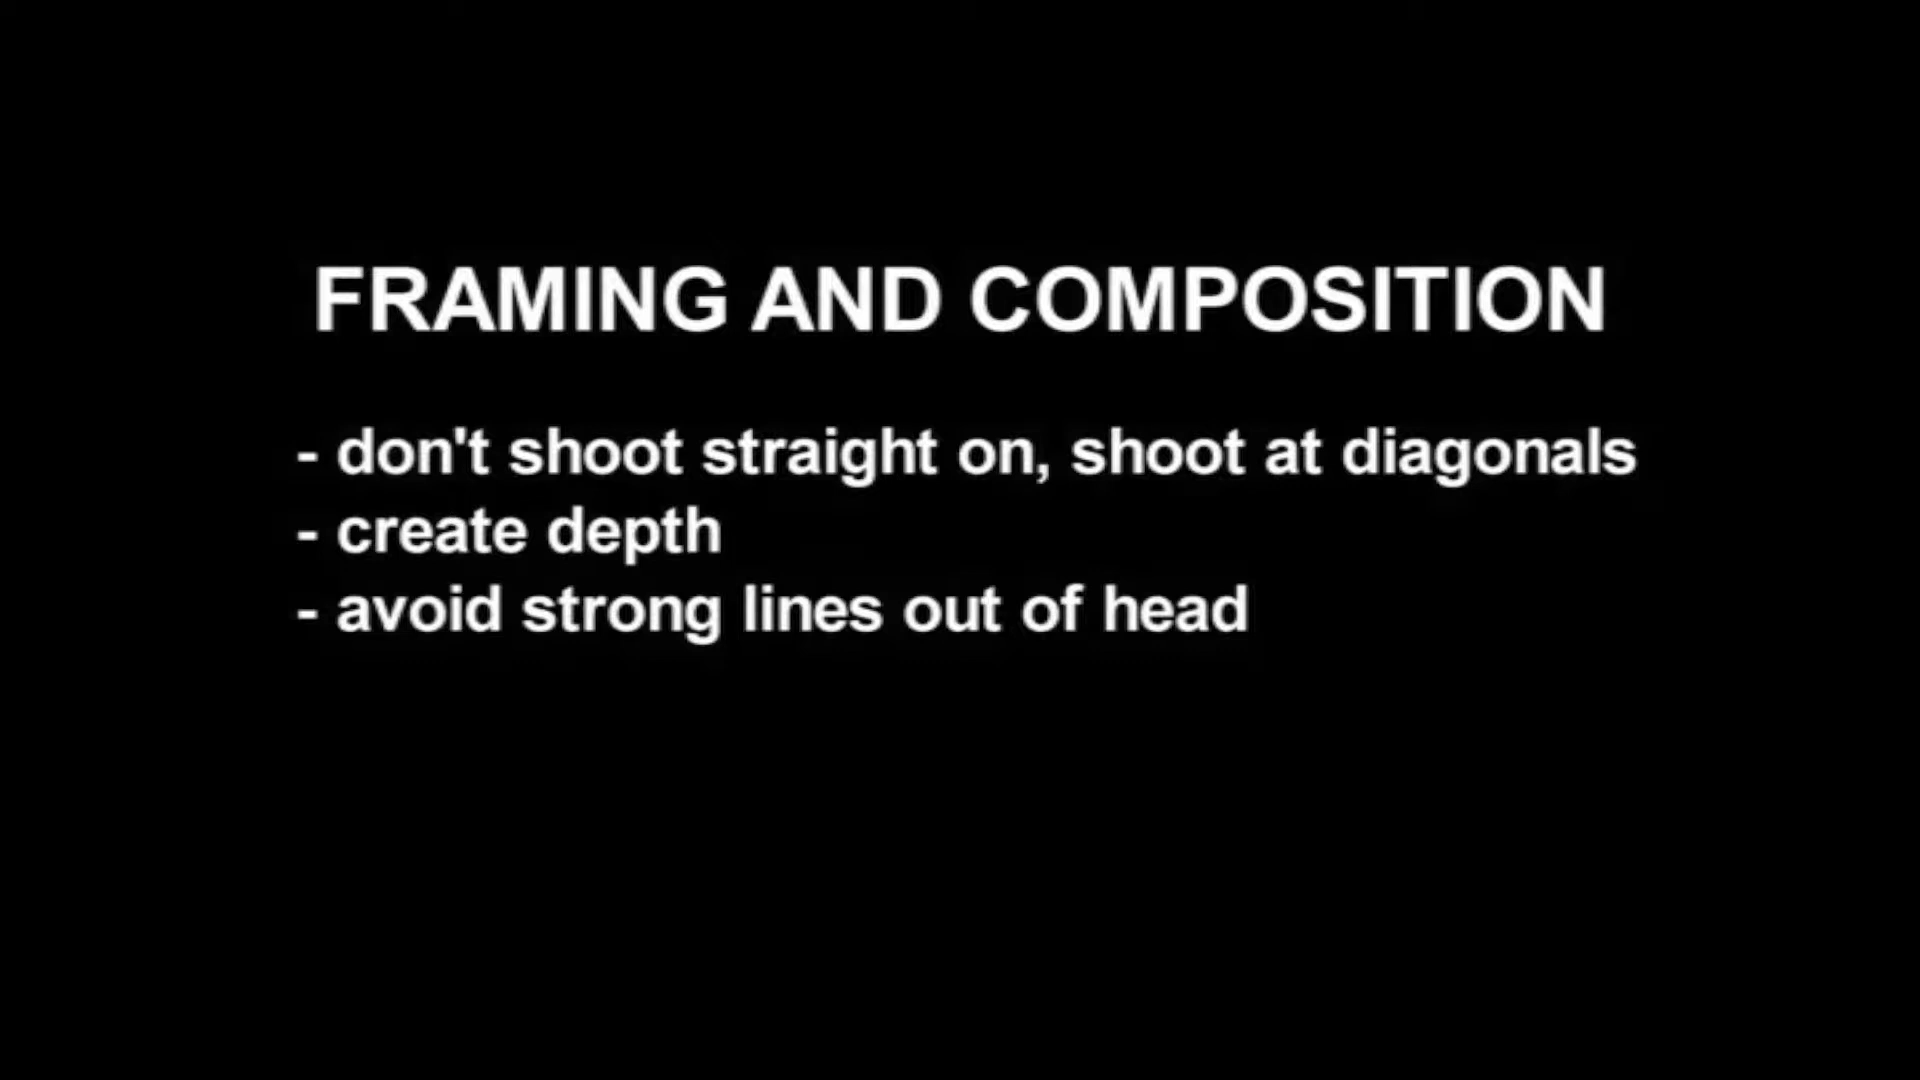 FRAMING AND COMPOSITION
- don't shoot straight on, shoot at diagonals
- create depth
- avoid strong lines out of head